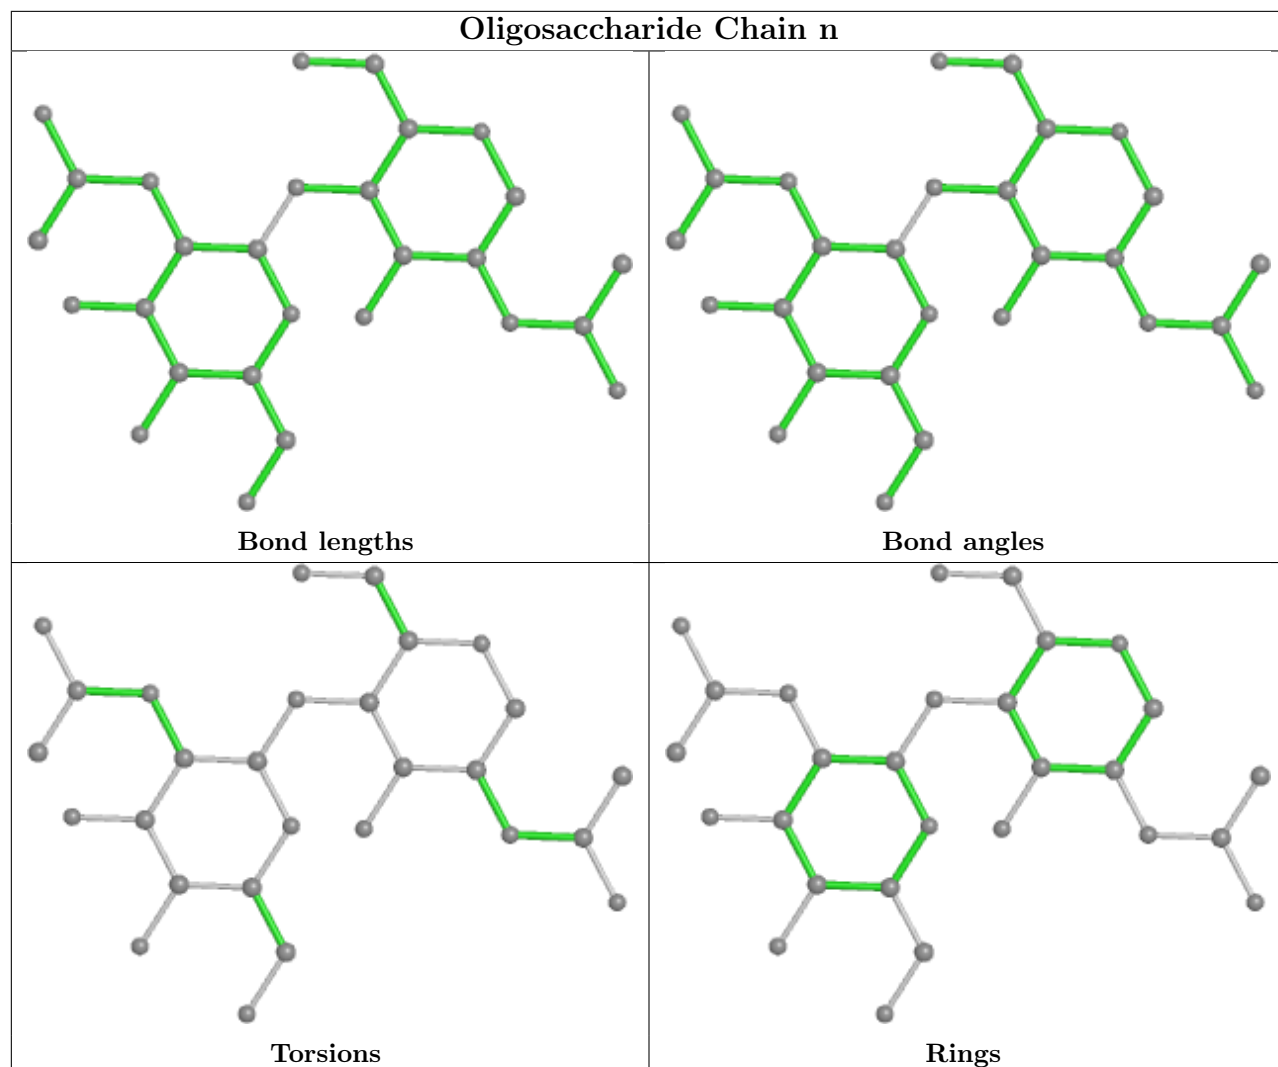 Oligosaccharide Chain n
Bond lengths
Bond angles
Torsions
Rings